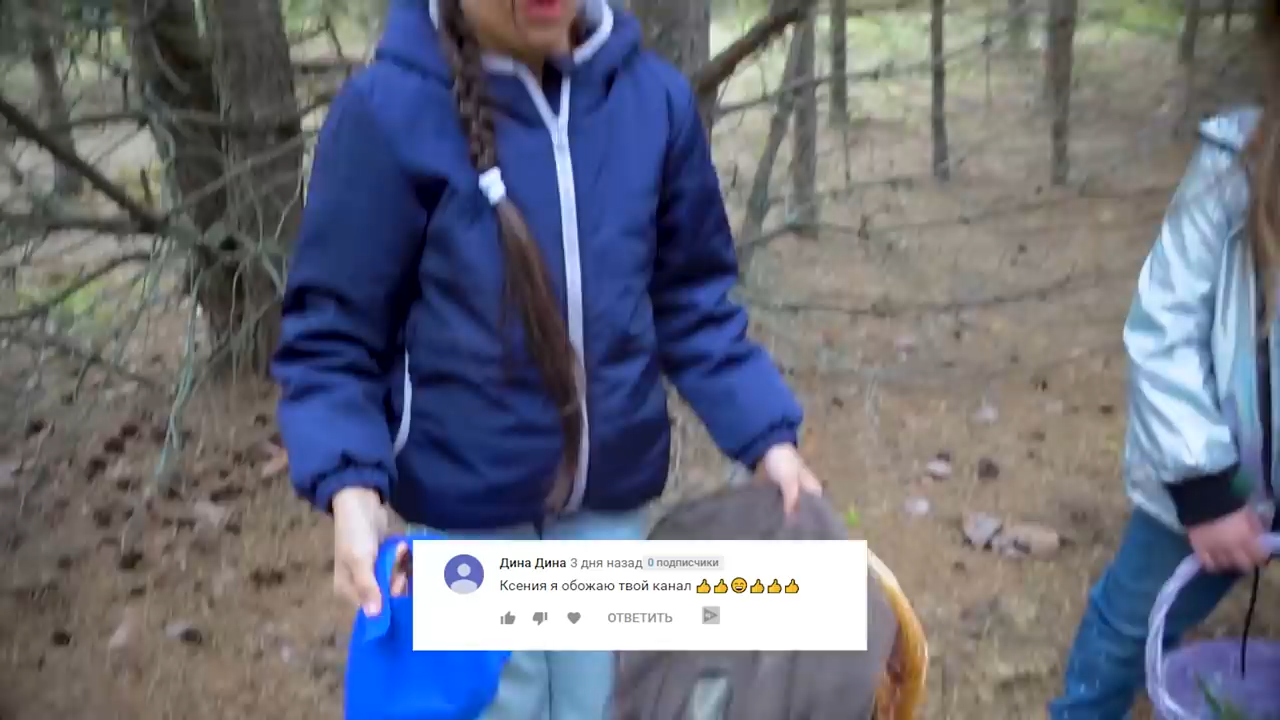 Дина Дина 3 дня назад 0 подписчики
Ксения я обожаю твой канал 👍👍😄👍👍👍
ОТВЕТИТЬ